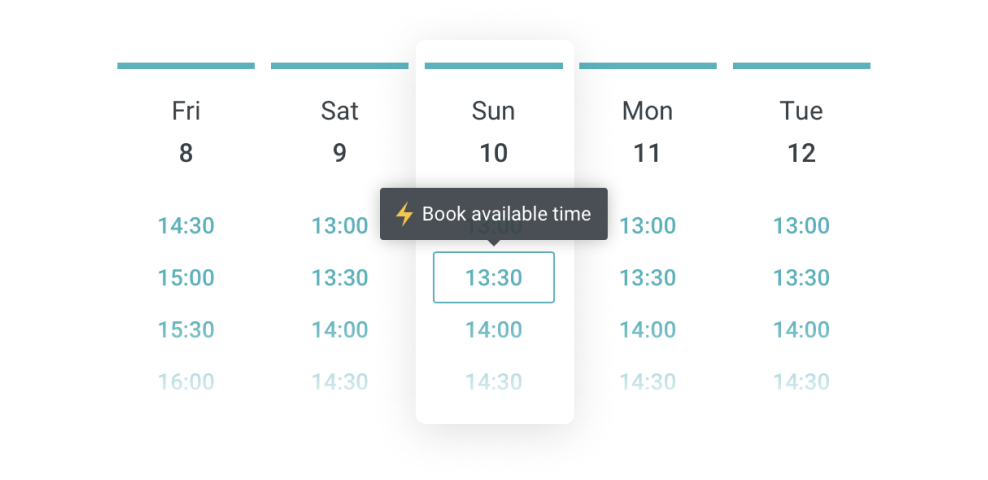 Fri Sat Sun Mon Tue
8 9 10 11 12
⚡ Book available time
14:30 13:00 13:00 13:00 13:00
15:00 13:30 13:30 13:30 13:30
15:30 14:00 14:00 14:00 14:00
16:00 14:30 14:30 14:30 14:30